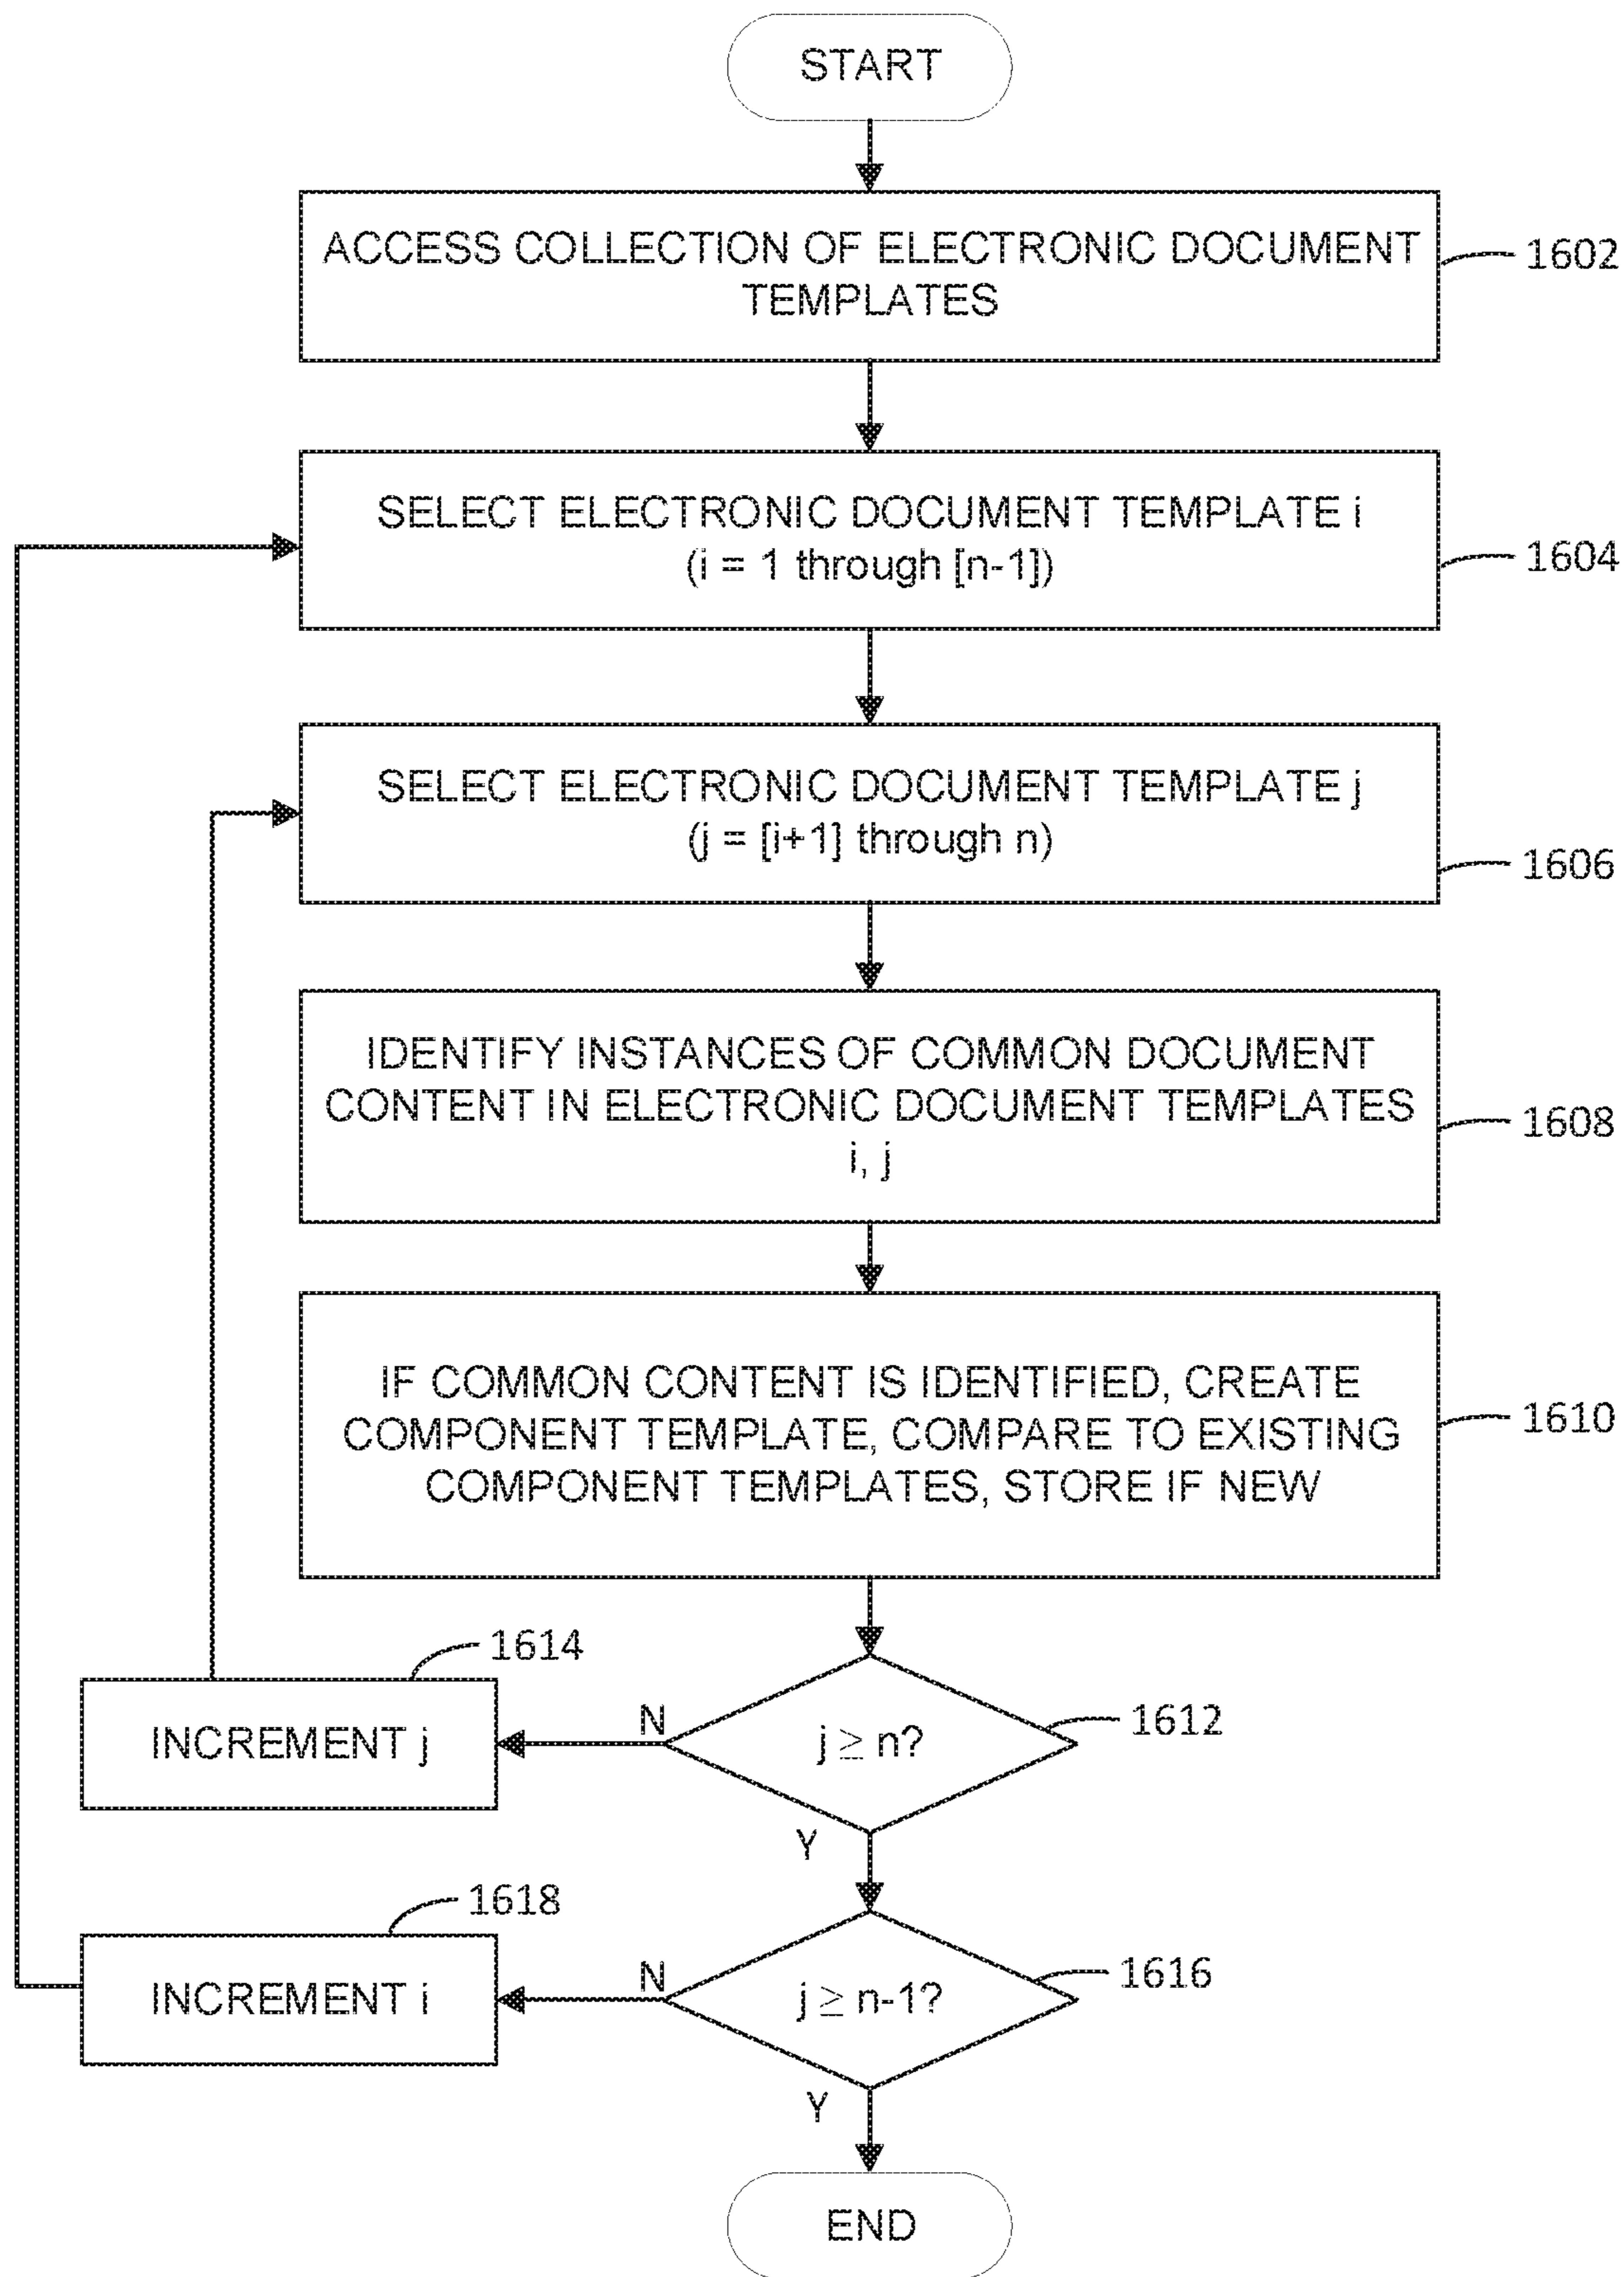 START
ACCESS COLLECTION OF ELECTRONIC DOCUMENT
TEMPLATES
1602
SELECT ELECTRONIC DOCUMENT TEMPLATE i
(i = 1 through [n-1])
1604
SELECT ELECTRONIC DOCUMENT TEMPLATE j
(j = [i+1] through n)
1606
IDENTIFY INSTANCES OF COMMON DOCUMENT
CONTENT IN ELECTRONIC DOCUMENT TEMPLATES
i, j
1608
IF COMMON CONTENT IS IDENTIFIED, CREATE
COMPONENT TEMPLATE, COMPARE TO EXISTING
COMPONENT TEMPLATES, STORE IF NEW
1610
1614
INCREMENT j
N
j ≥ n?
1612
Y
1618
INCREMENT i
N
j ≥ n-1?
1616
Y
END